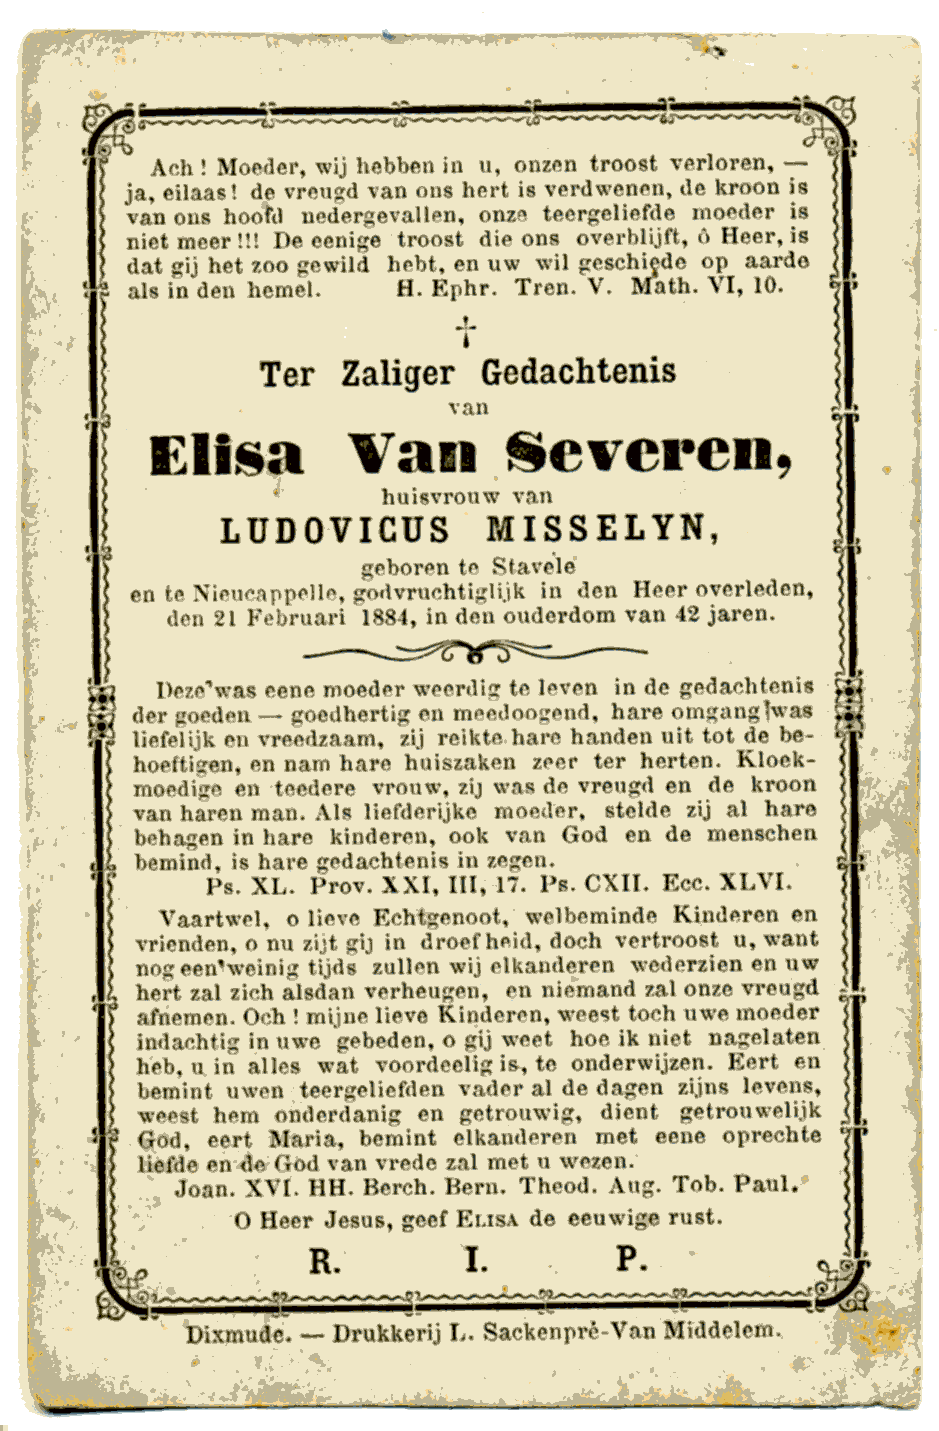 Ach ! Moeder, wij hebben in u, onzen troost verloren, —
ja, eilaas! de vreugd van ons hert is verdwenen, de kroon is
van ons hoofd nedergevallen, onze teergeliefde moeder is
niet meer !!! De eenige troost die ons overblijft, ô Heer, is
dat gij het zoo gewild hebt, en uw wil geschiede op aarde
als in den hemel. H. Ephr. Tren. V. Math. VI, 10.
†
Ter Zaliger Gedachtenis
van
Elisa Van Severen,
huisvrouw van
LUDOVICUS MISSELYN,
geboren te Stavele
en te Nieucappelle, godvruchtiglijk in den Heer overleden,
den 21 Februari 1884, in den ouderdom van 42 jaren.
Deze was eene moeder weerdig te leven in de gedachtenis
der goeden — goedhertig en meedoogend, hare omgang was
liefelijk en vreedzaam, zij reikte hare handen uit tot de be-
hoeftigen, en nam hare huiszaken zeer ter herten. Kloek-
moedige en teedere vrouw, zij was de vreugd en de kroon
van haren man. Als liefderijke moeder, stelde zij al hare
behagen in hare kinderen, ook van God en de menschen
bemind, is hare gedachtenis in zegen.
Ps. XL. Prov. XXI, III, 17. Ps. CXII. Ecc. XLVI.
Vaartwel, o lieve Echtgenoot, welbeminde Kinderen en
vrienden, o nu zijt gij in droefheid, doch vertroost u, want
nog een weinig tijds zullen wij elkanderen wederzien en uw
hert zal zich alsdan verheugen, en niemand zal onze vreugd
afnemen. Och ! mijne lieve Kinderen, weest toch uwe moeder
indachtig in uwe gebeden, o gij weet hoe ik niet nagelaten
heb, u in alles wat voordeelig is, te onderwijzen. Eert en
bemint uwen teergeliefden vader al de dagen zijns levens,
weest hem onderdanig en getrouwig, dient getrouwelijk
God, eert Maria, bemint elkanderen met eene oprechte
liefde en de God van vrede zal met u wezen.
Joan. XVI. HH. Berch. Bern. Theod. Aug. Tob. Paul.
O Heer Jesus, geef ELISA de eeuwige rust.
R. I. P.
Dixmude. — Drukkerij L. Sackenpré-Van Middelem.